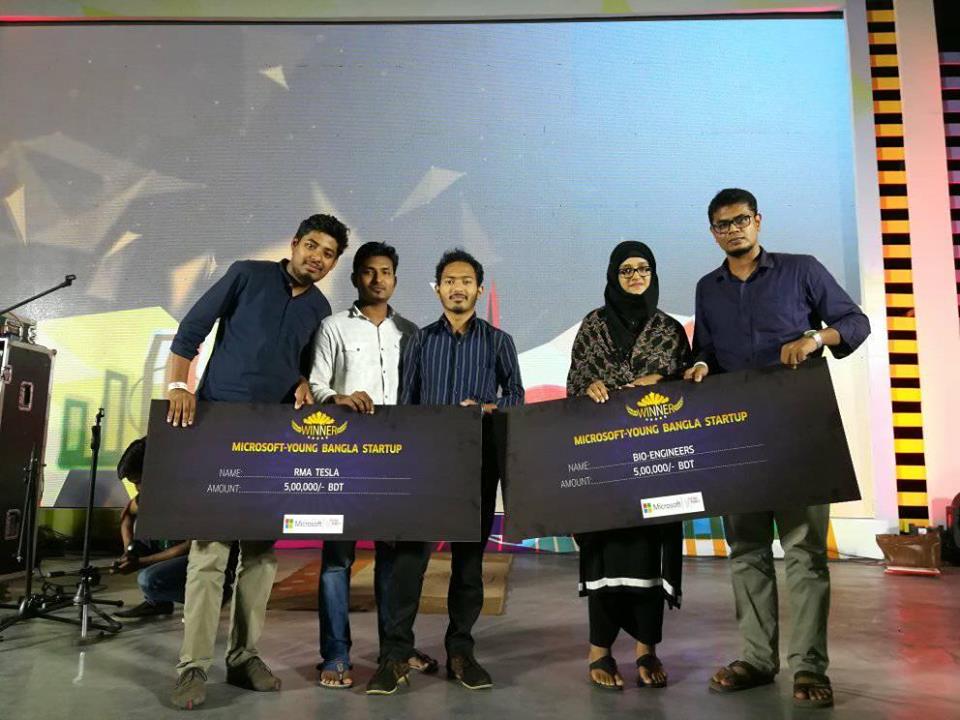 WINNER
MICROSOFT-YOUNG BANGLA STARTUP
NAME: RMA TESLA
AMOUNT: 5,00,000/- BDT
Microsoft
WINNER
MICROSOFT-YOUNG BANGLA STARTUP
NAME: BIO-ENGINEERS
AMOUNT: 5,00,000/- BDT
Microsoft